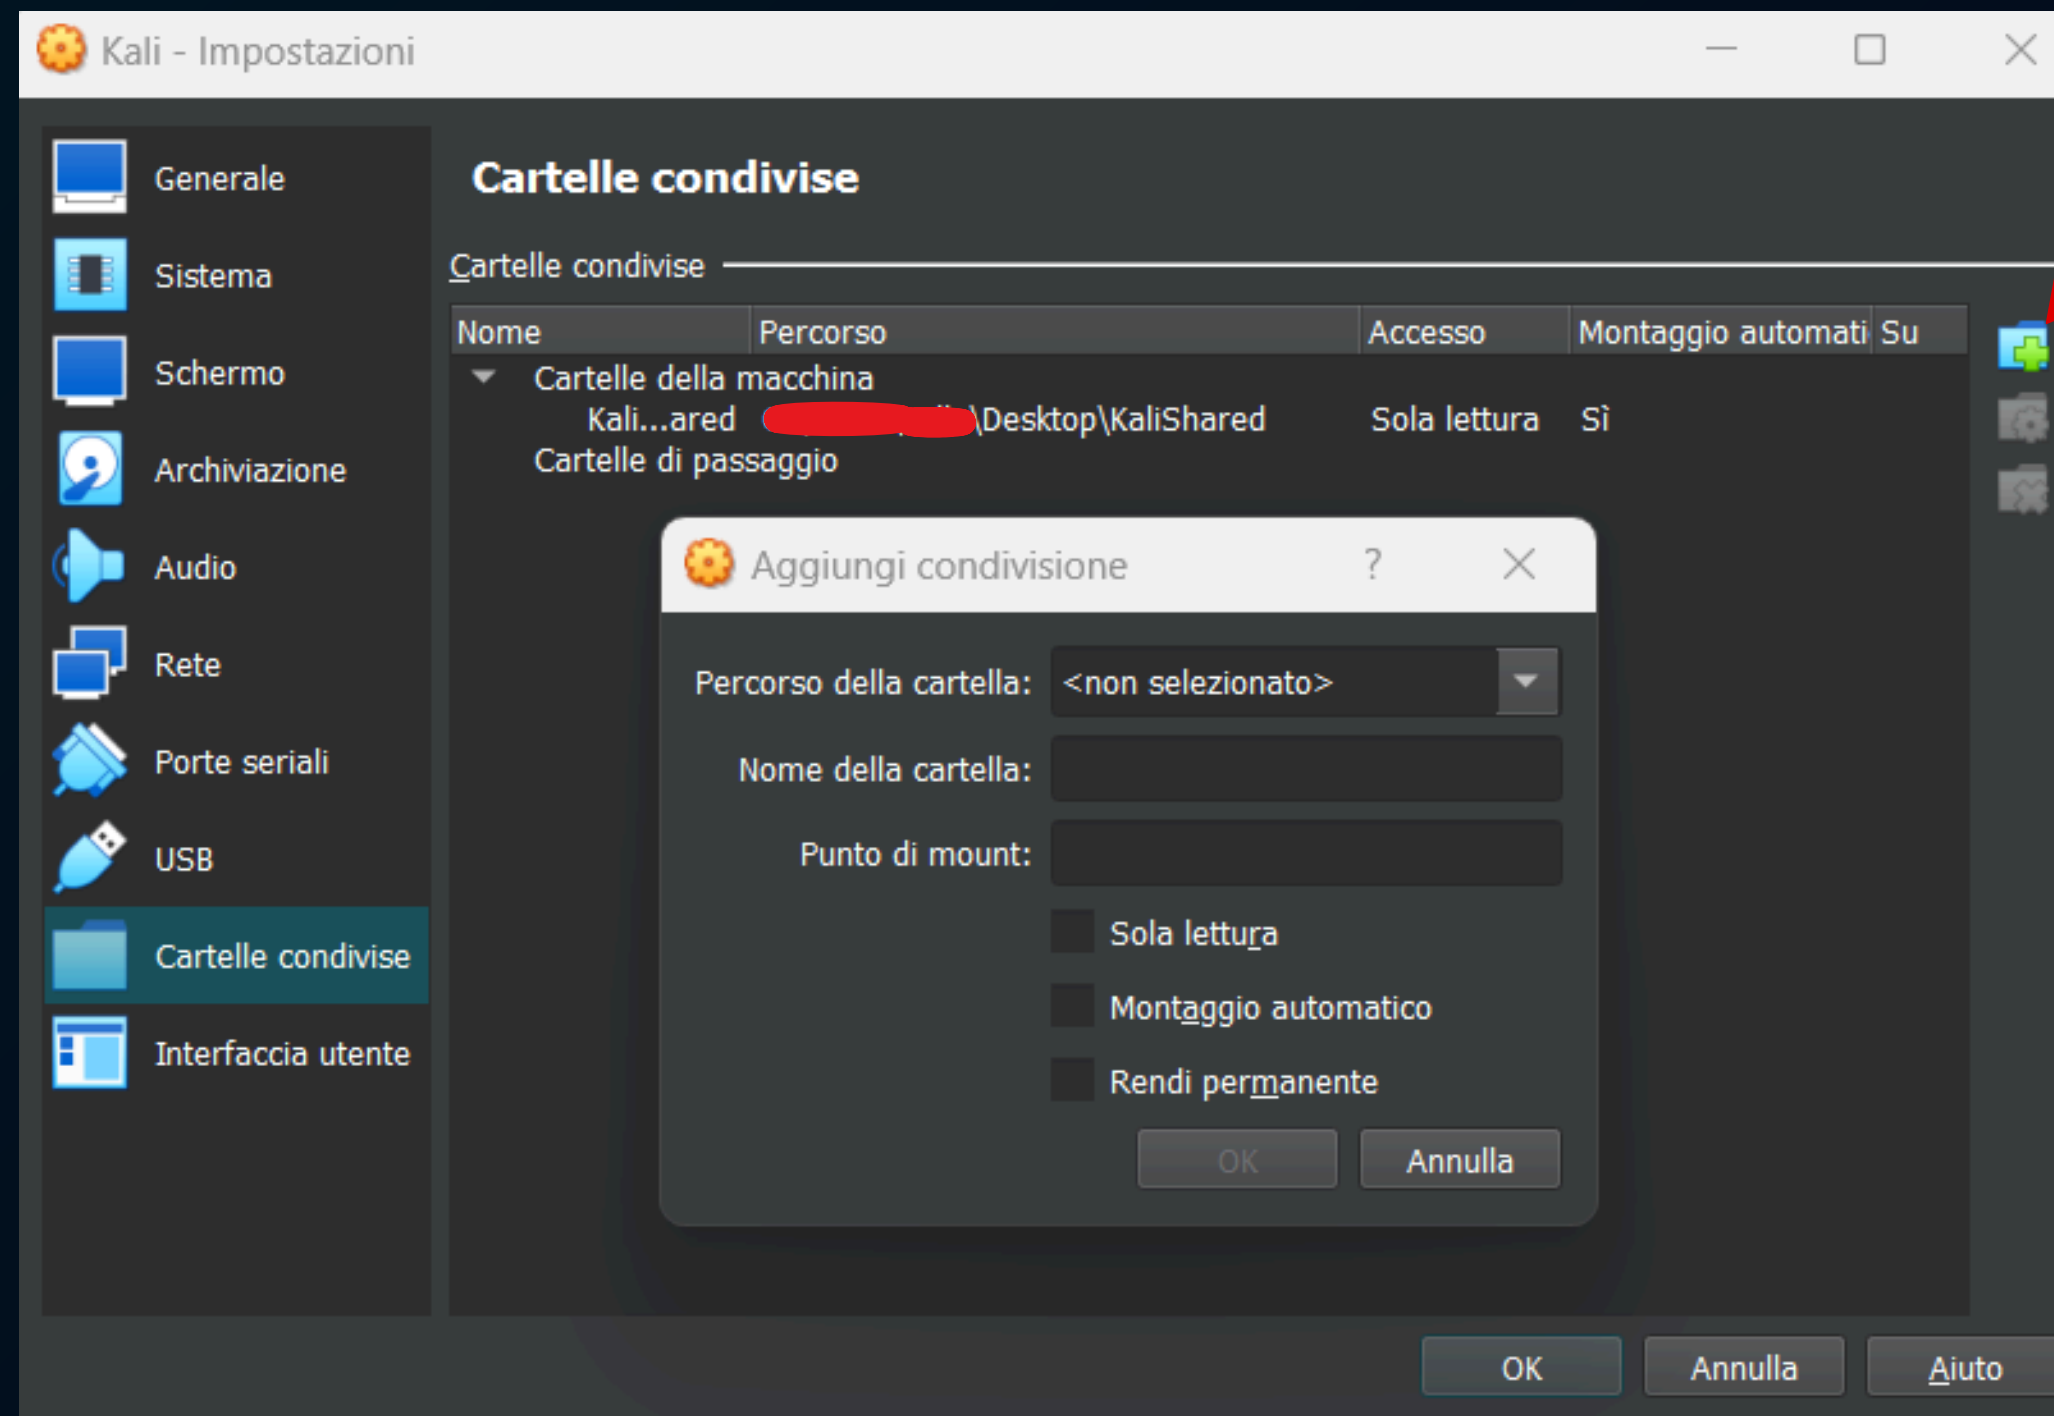 Kali - Impostazioni
Generale
Sistema
Schermo
Archiviazione
Audio
Rete
Porte seriali
USB
Cartelle condivise
Interfaccia utente
Cartelle condivise
Cartelle condivise
Nome Percorso Accesso Montaggio automati Su
Cartelle della macchina
Kali...ared \Desktop\KaliShared Sola lettura Sì
Cartelle di passaggio
Aggiungi condivisione ?
Percorso della cartella: <non selezionato>
Nome della cartella:
Punto di mount:
Sola lettura
Montaggio automatico
Rendi permanente
OK Annulla
OK Annulla Aiuto